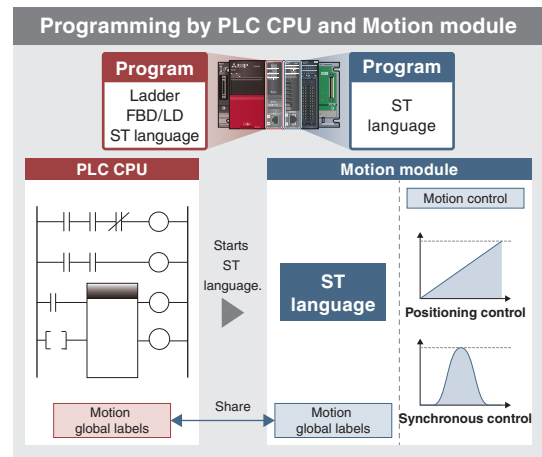 Programming by PLC CPU and Motion module
Program
Ladder
FBD/LD
ST language
Program
ST
language
PLC CPU
Motion module
Starts
ST
language.
ST
language
Motion control
Positioning control
Synchronous control
Motion
global labels
Share
Motion
global labels